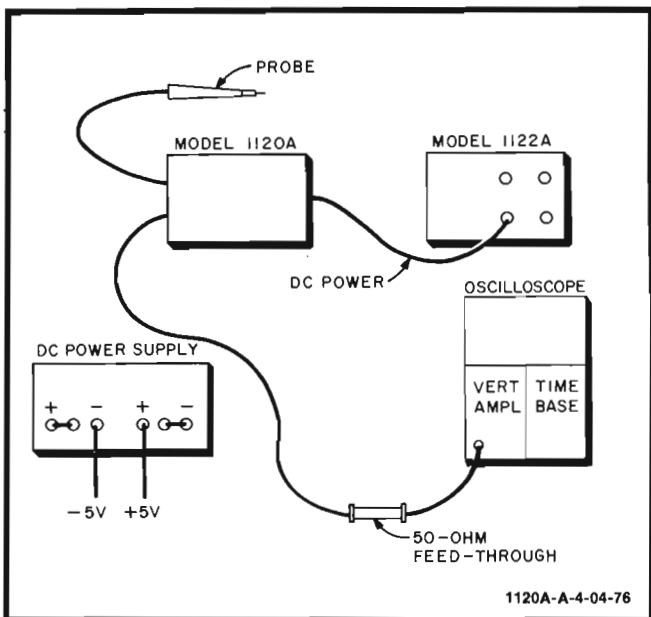 PROBE
MODEL 1120A
MODEL 1122A
DC POWER
OSCILLOSCOPE
DC POWER SUPPLY
+ - + -
VERT AMPL
TIME BASE
-5V +5V
50-OHM
FEED-THROUGH
1120A-A-4-04-76